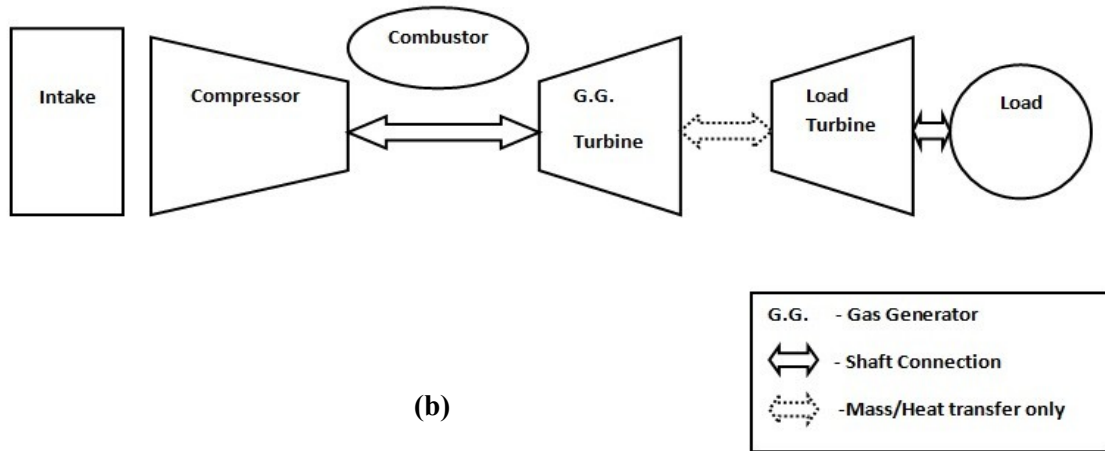 Intake
Compressor
Combustor
G.G.
Turbine
Load
Turbine
Load
G.G. - Gas Generator
- Shaft Connection
-Mass/Heat transfer only
(b)